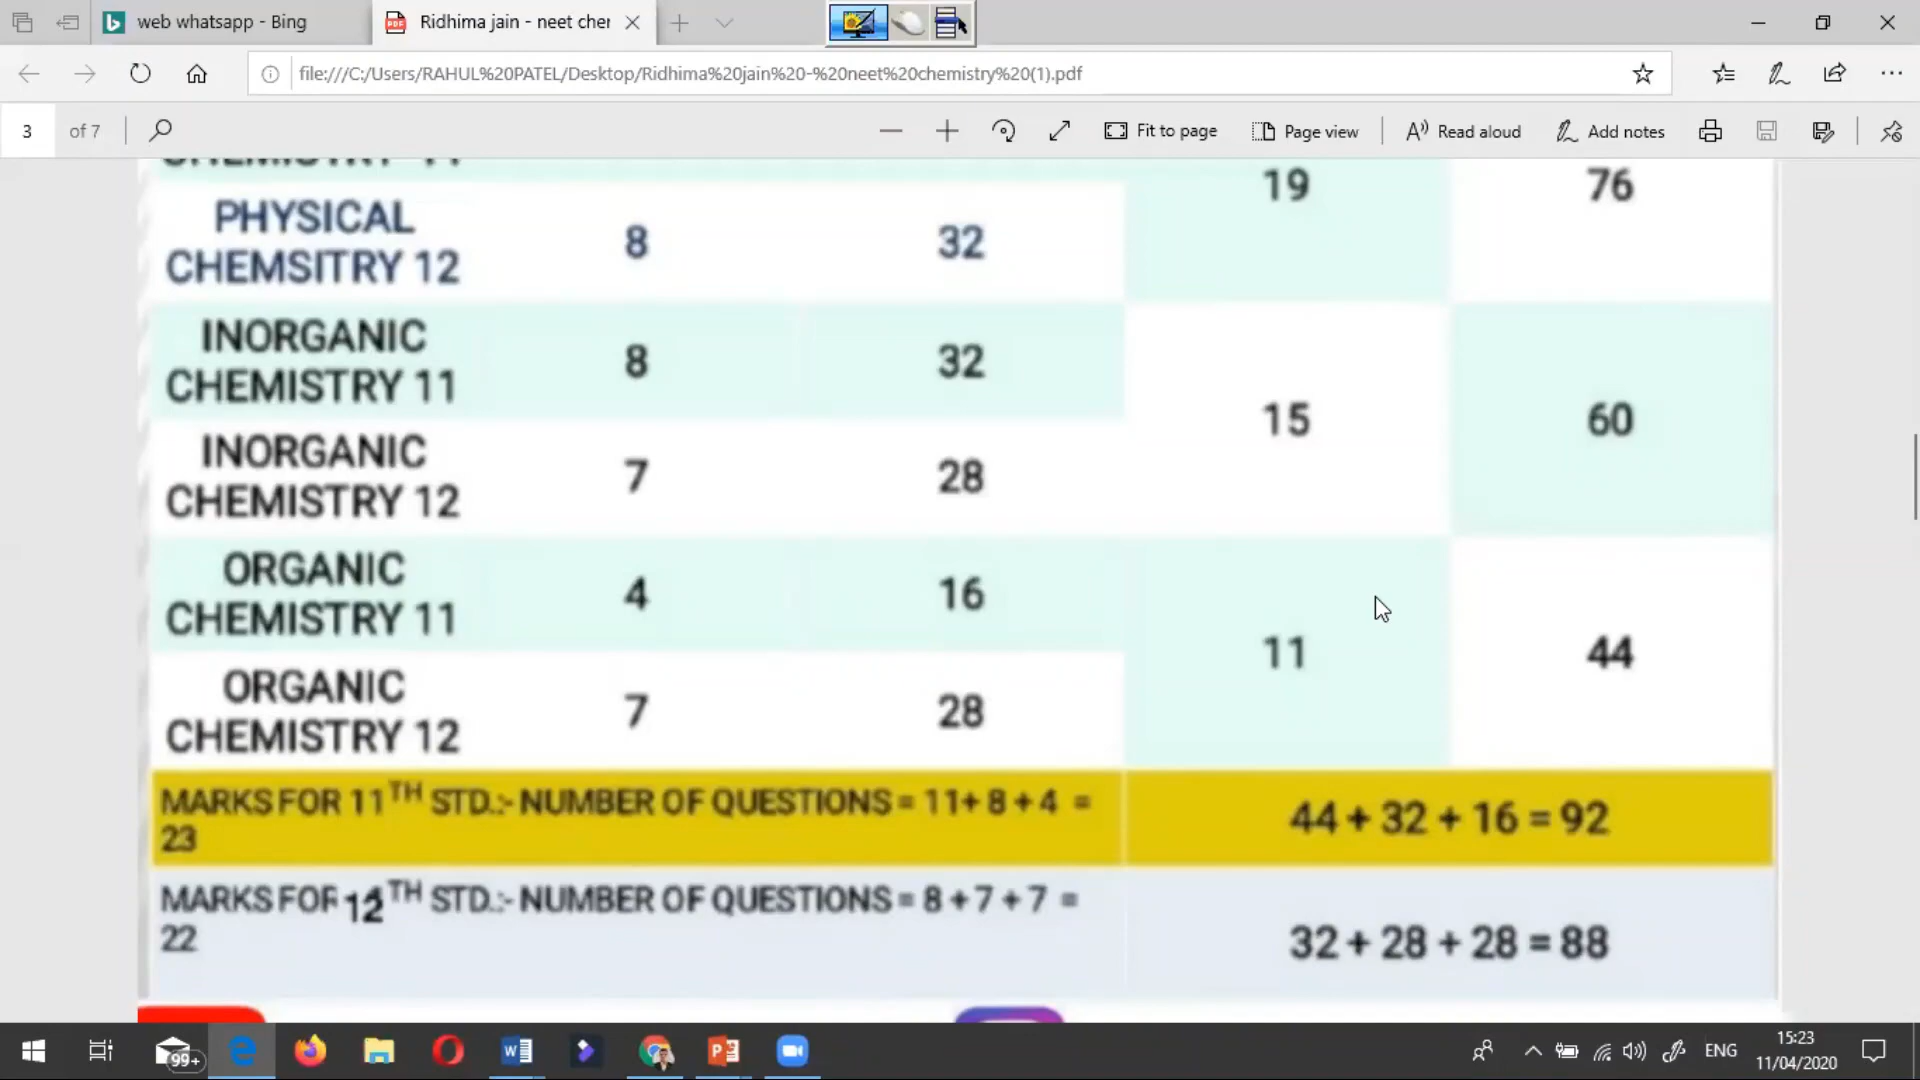 web whatsapp - Bing
Ridhima jain - neet cher
file:///C:/Users/RAHUL%20PATEL/Desktop/Ridhima%20jain%20-%20neet%20chemistry%20(1).pdf
3 of 7
Fit to page
Page view
Read aloud
Add notes
CHEMISTRY 11
19 76
PHYSICAL
CHEMSITRY 12
8 32
INORGANIC
CHEMISTRY 11
8 32
15 60
INORGANIC
CHEMISTRY 12
7 28
ORGANIC
CHEMISTRY 11
4 16
11 44
ORGANIC
CHEMISTRY 12
7 28
MARKS FOR 11TH STD.:- NUMBER OF QUESTIONS = 11+ 8 + 4 =
23
44 + 32 + 16 = 92
MARKS FOR 12TH STD.:- NUMBER OF QUESTIONS = 8 + 7 + 7 =
22
32 + 28 + 28 = 88
99+
ENG
15:23
11/04/2020